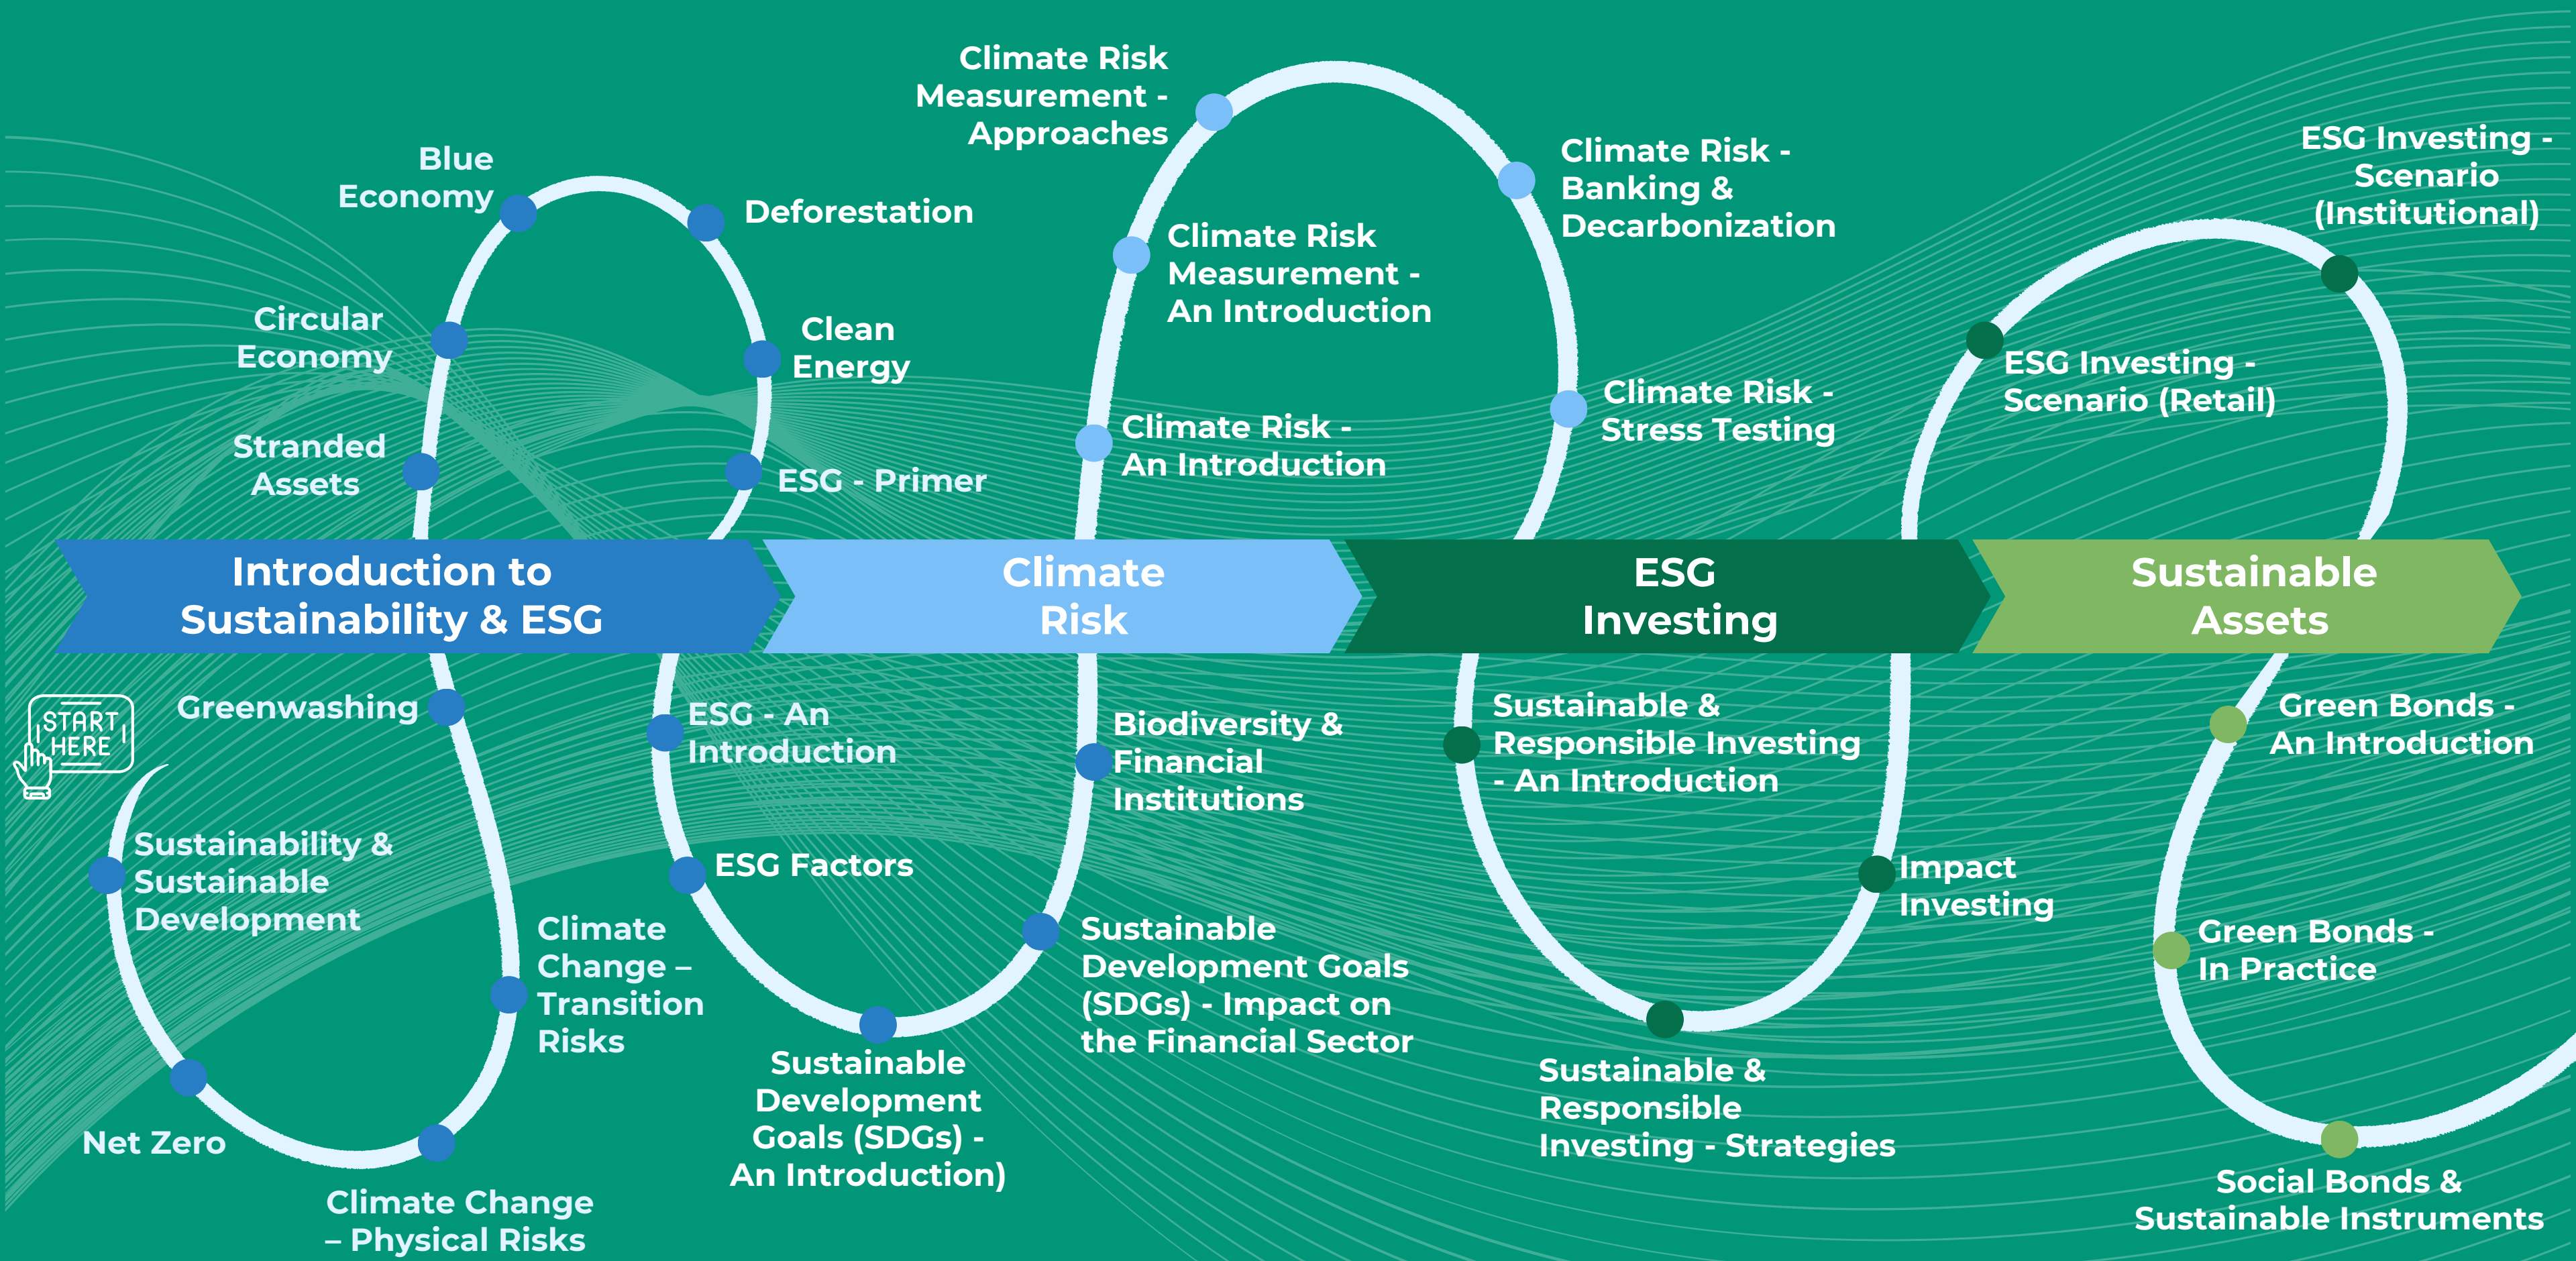 START
HERE
Sustainability &
Sustainable
Development
Net Zero
Climate Change
– Physical Risks
Climate
Change –
Transition
Risks
Greenwashing
Introduction to
Sustainability & ESG
Stranded
Assets
Circular
Economy
Blue
Economy
Deforestation
Clean
Energy
ESG - Primer
ESG - An
Introduction
ESG Factors
Sustainable
Development
Goals (SDGs) -
An Introduction)
Sustainable
Development Goals
(SDGs) - Impact on
the Financial Sector
Biodiversity &
Financial
Institutions
Climate
Risk
Climate Risk -
An Introduction
Climate Risk
Measurement -
An Introduction
Climate Risk
Measurement -
Approaches
Climate Risk -
Banking &
Decarbonization
Climate Risk -
Stress Testing
ESG
Investing
Sustainable &
Responsible Investing
- An Introduction
Sustainable &
Responsible
Investing - Strategies
Impact
Investing
ESG Investing -
Scenario (Retail)
ESG Investing -
Scenario
(Institutional)
Sustainable
Assets
Green Bonds -
An Introduction
Green Bonds -
In Practice
Social Bonds &
Sustainable Instruments